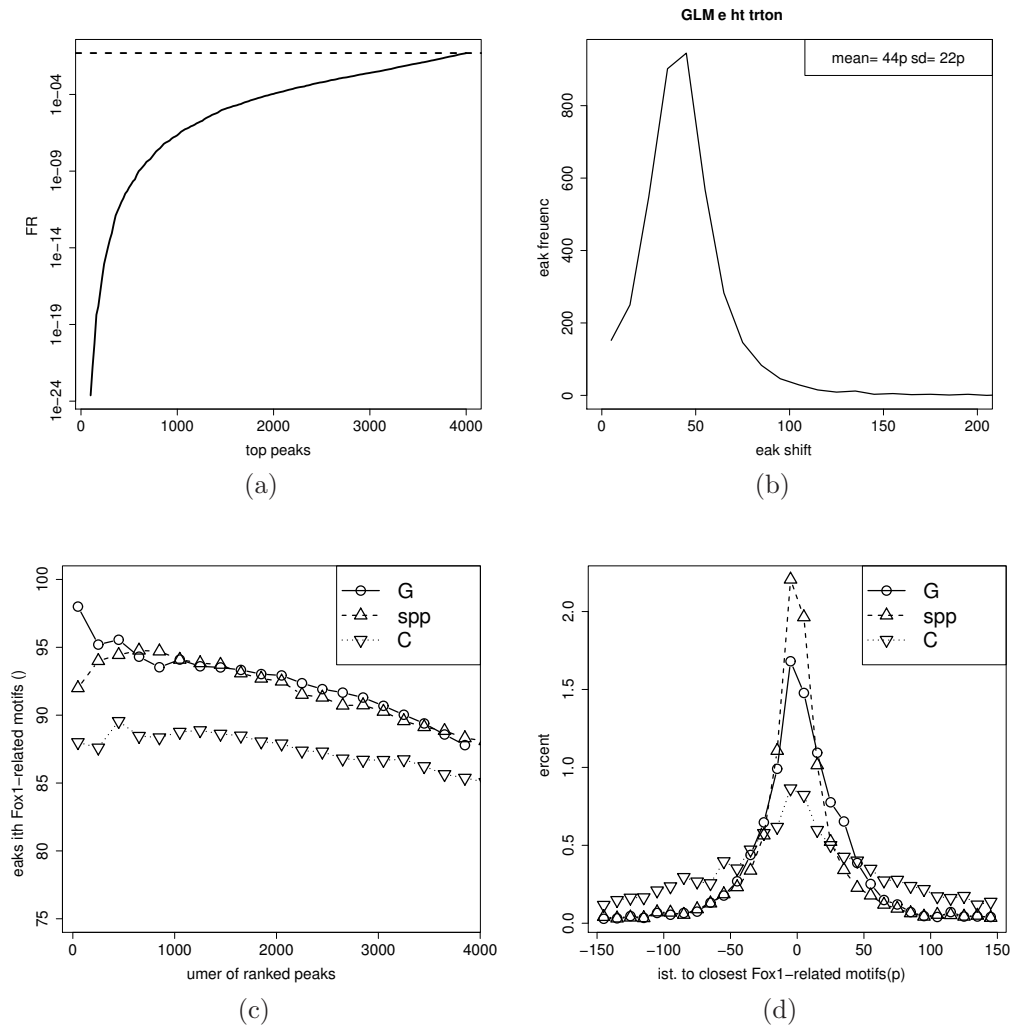 GLM e ht trton
1e−04
1e−09
1e−14
1e−19
1e−24
FR
0 1000 2000 3000 4000
top peaks
(a)
mean= 44p sd= 22p
800
600
400
200
0
eak freuenc
0 50 100 150 200
eak shift
(b)
100
95
90
85
80
75
eaks ith Fox1−related motifs ()
G
spp
C
0 1000 2000 3000 4000
umer of ranked peaks
(c)
2.0
1.5
1.0
0.5
0.0
ercent
G
spp
C
−150 −100 −50 0 50 100 150
ist. to closest Fox1−related motifs(p)
(d)